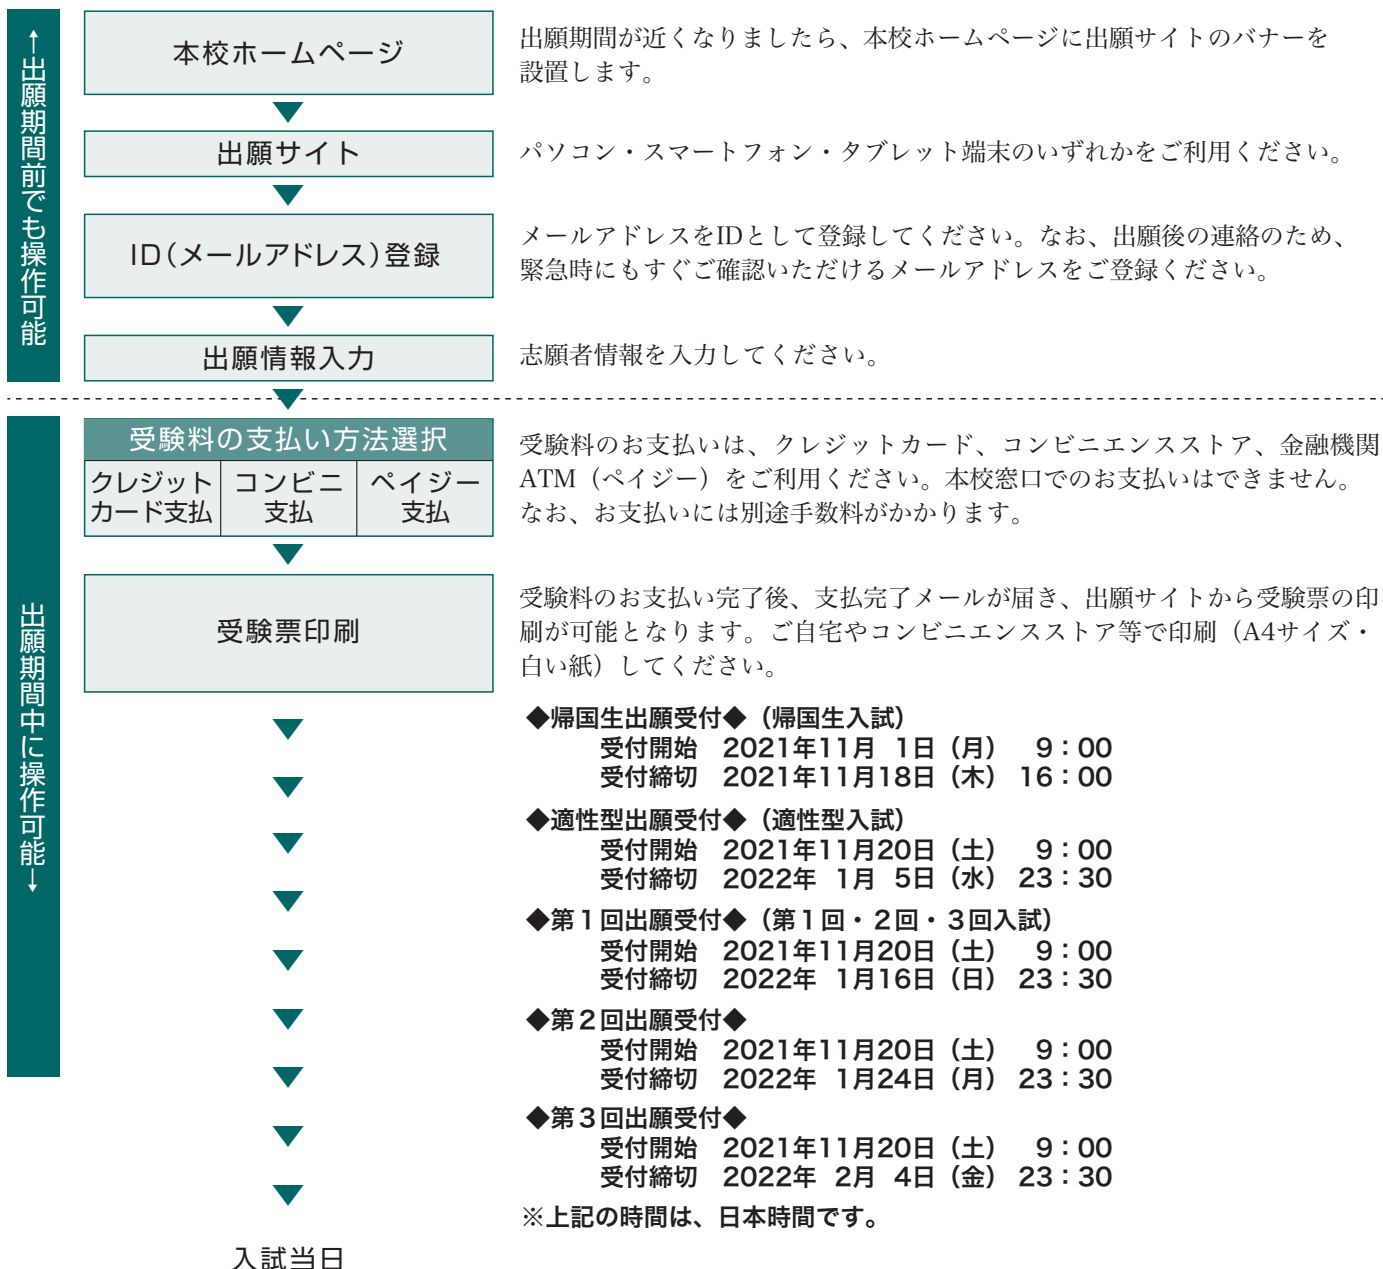 ←出願期間前でも操作可能
本校ホームページ
出願期間が近くなりましたら、本校ホームページに出願サイトのバナーを
設置します。
出願サイト
パソコン・スマートフォン・タブレット端末のいずれかをご利用ください。
ID(メールアドレス)登録
メールアドレスをIDとして登録してください。なお、出願後の連絡のため、
緊急時にもすぐご確認いただけるメールアドレスをご登録ください。
出願情報入力
志願者情報を入力してください。
出願期間中に操作可能→
受験料の支払い方法選択
クレジット
カード支払
コンビニ
支払
ペイジー
支払
受験料のお支払いは、クレジットカード、コンビニエンスストア、金融機関
ATM（ペイジー）をご利用ください。本校窓口でのお支払いはできません。
なお、お支払いには別途手数料がかかります。
受験票印刷
受験料のお支払い完了後、支払完了メールが届き、出願サイトから受験票の印
刷が可能となります。ご自宅やコンビニエンスストア等で印刷（A4サイズ・
白い紙）してください。
◆帰国生出願受付◆（帰国生入試）
受付開始　2021年11月 1日（月）　9：00
受付締切　2021年11月18日（木） 16：00
◆適性型出願受付◆（適性型入試）
受付開始　2021年11月20日（土）　9：00
受付締切　2022年 1月 5日（水） 23：30
◆第１回出願受付◆（第１回・２回・３回入試）
受付開始　2021年11月20日（土）　9：00
受付締切　2022年 1月16日（日） 23：30
◆第２回出願受付◆
受付開始　2021年11月20日（土）　9：00
受付締切　2022年 1月24日（月） 23：30
◆第３回出願受付◆
受付開始　2021年11月20日（土）　9：00
受付締切　2022年 2月 4日（金） 23：30
※上記の時間は、日本時間です。
入試当日